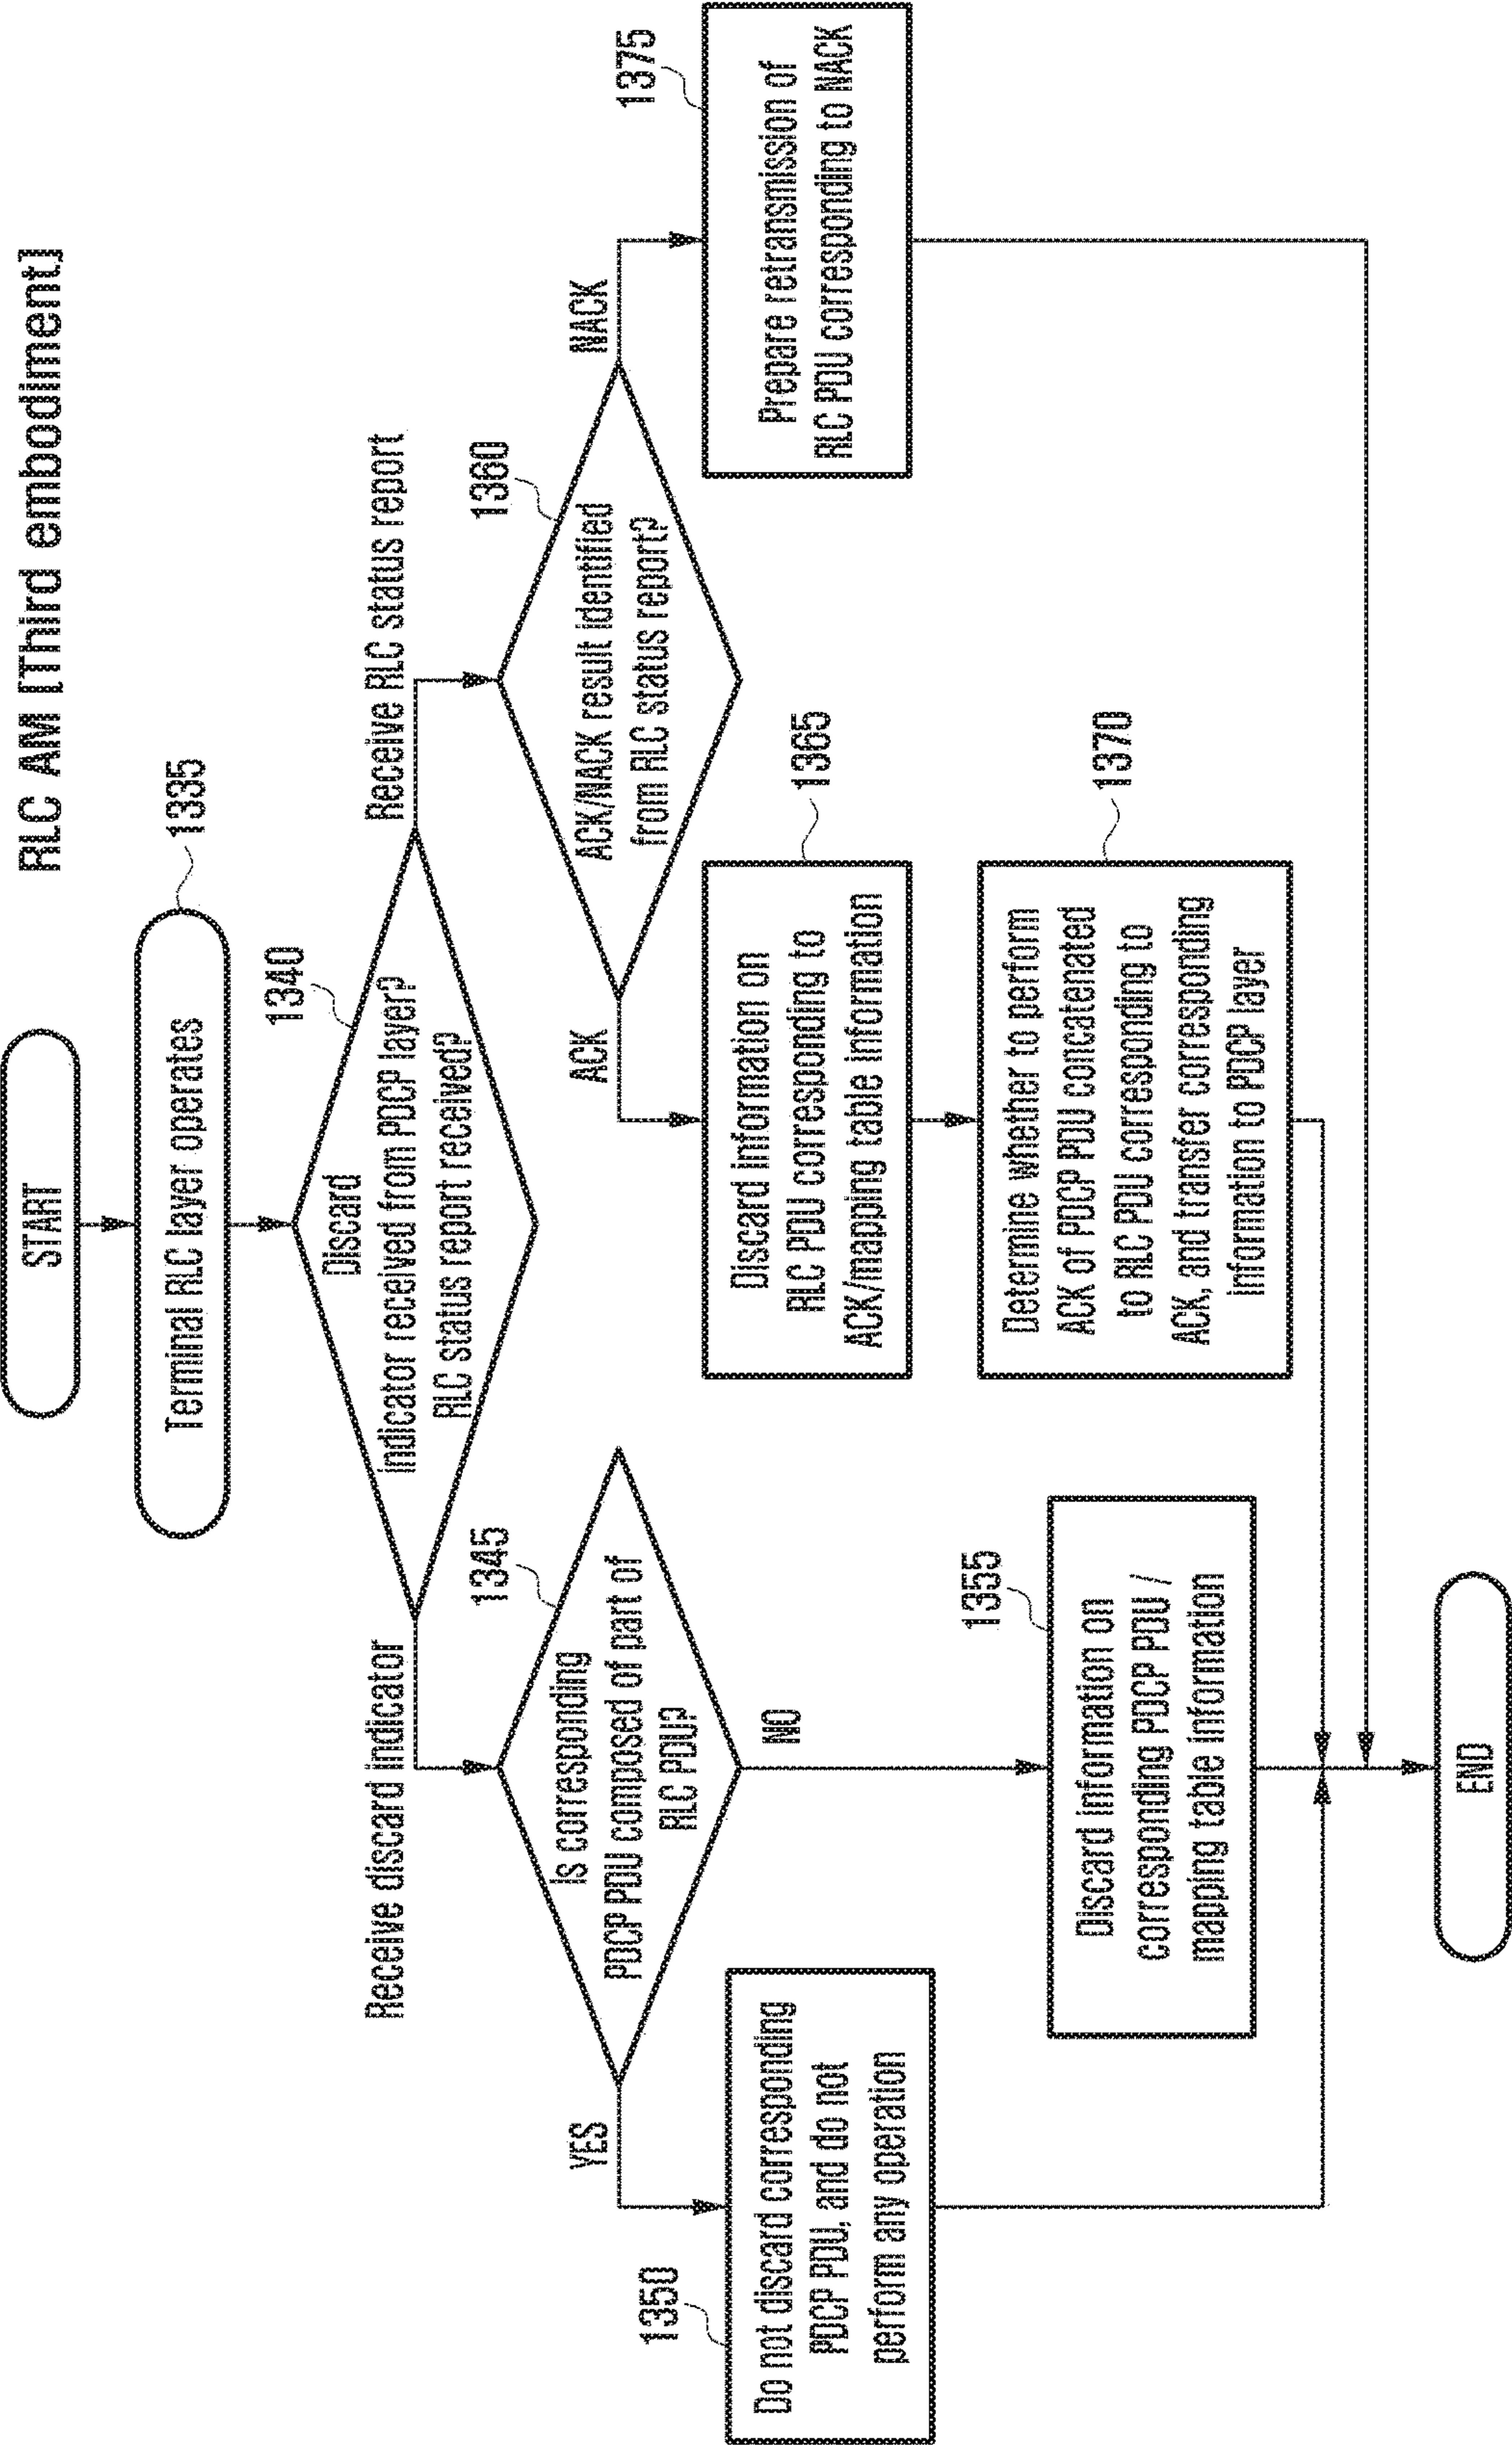 RLC AM [Third embodiment]
START
Terminal RLC layer operates
1335
1340
Discard
indicator received from PDCP layer?
RLC status report received?
Receive discard indicator
Receive RLC status report
1345
Is corresponding
PDCP PDU composed of part of
RLC PDU?
YES
NO
1350
Do not discard corresponding
PDCP PDU, and do not
perform any operation
1355
Discard information on
corresponding PDCP PDU /
mapping table information
1360
ACK/NACK result identified
from RLC status report?
ACK
NACK
1365
Discard information on
RLC PDU corresponding to
ACK/mapping table information
1370
Determine whether to perform
ACK of PDCP PDU concatenated
to RLC PDU corresponding to
ACK, and transfer corresponding
information to PDCP layer
1375
Prepare retransmission of
RLC PDU corresponding to NACK
END